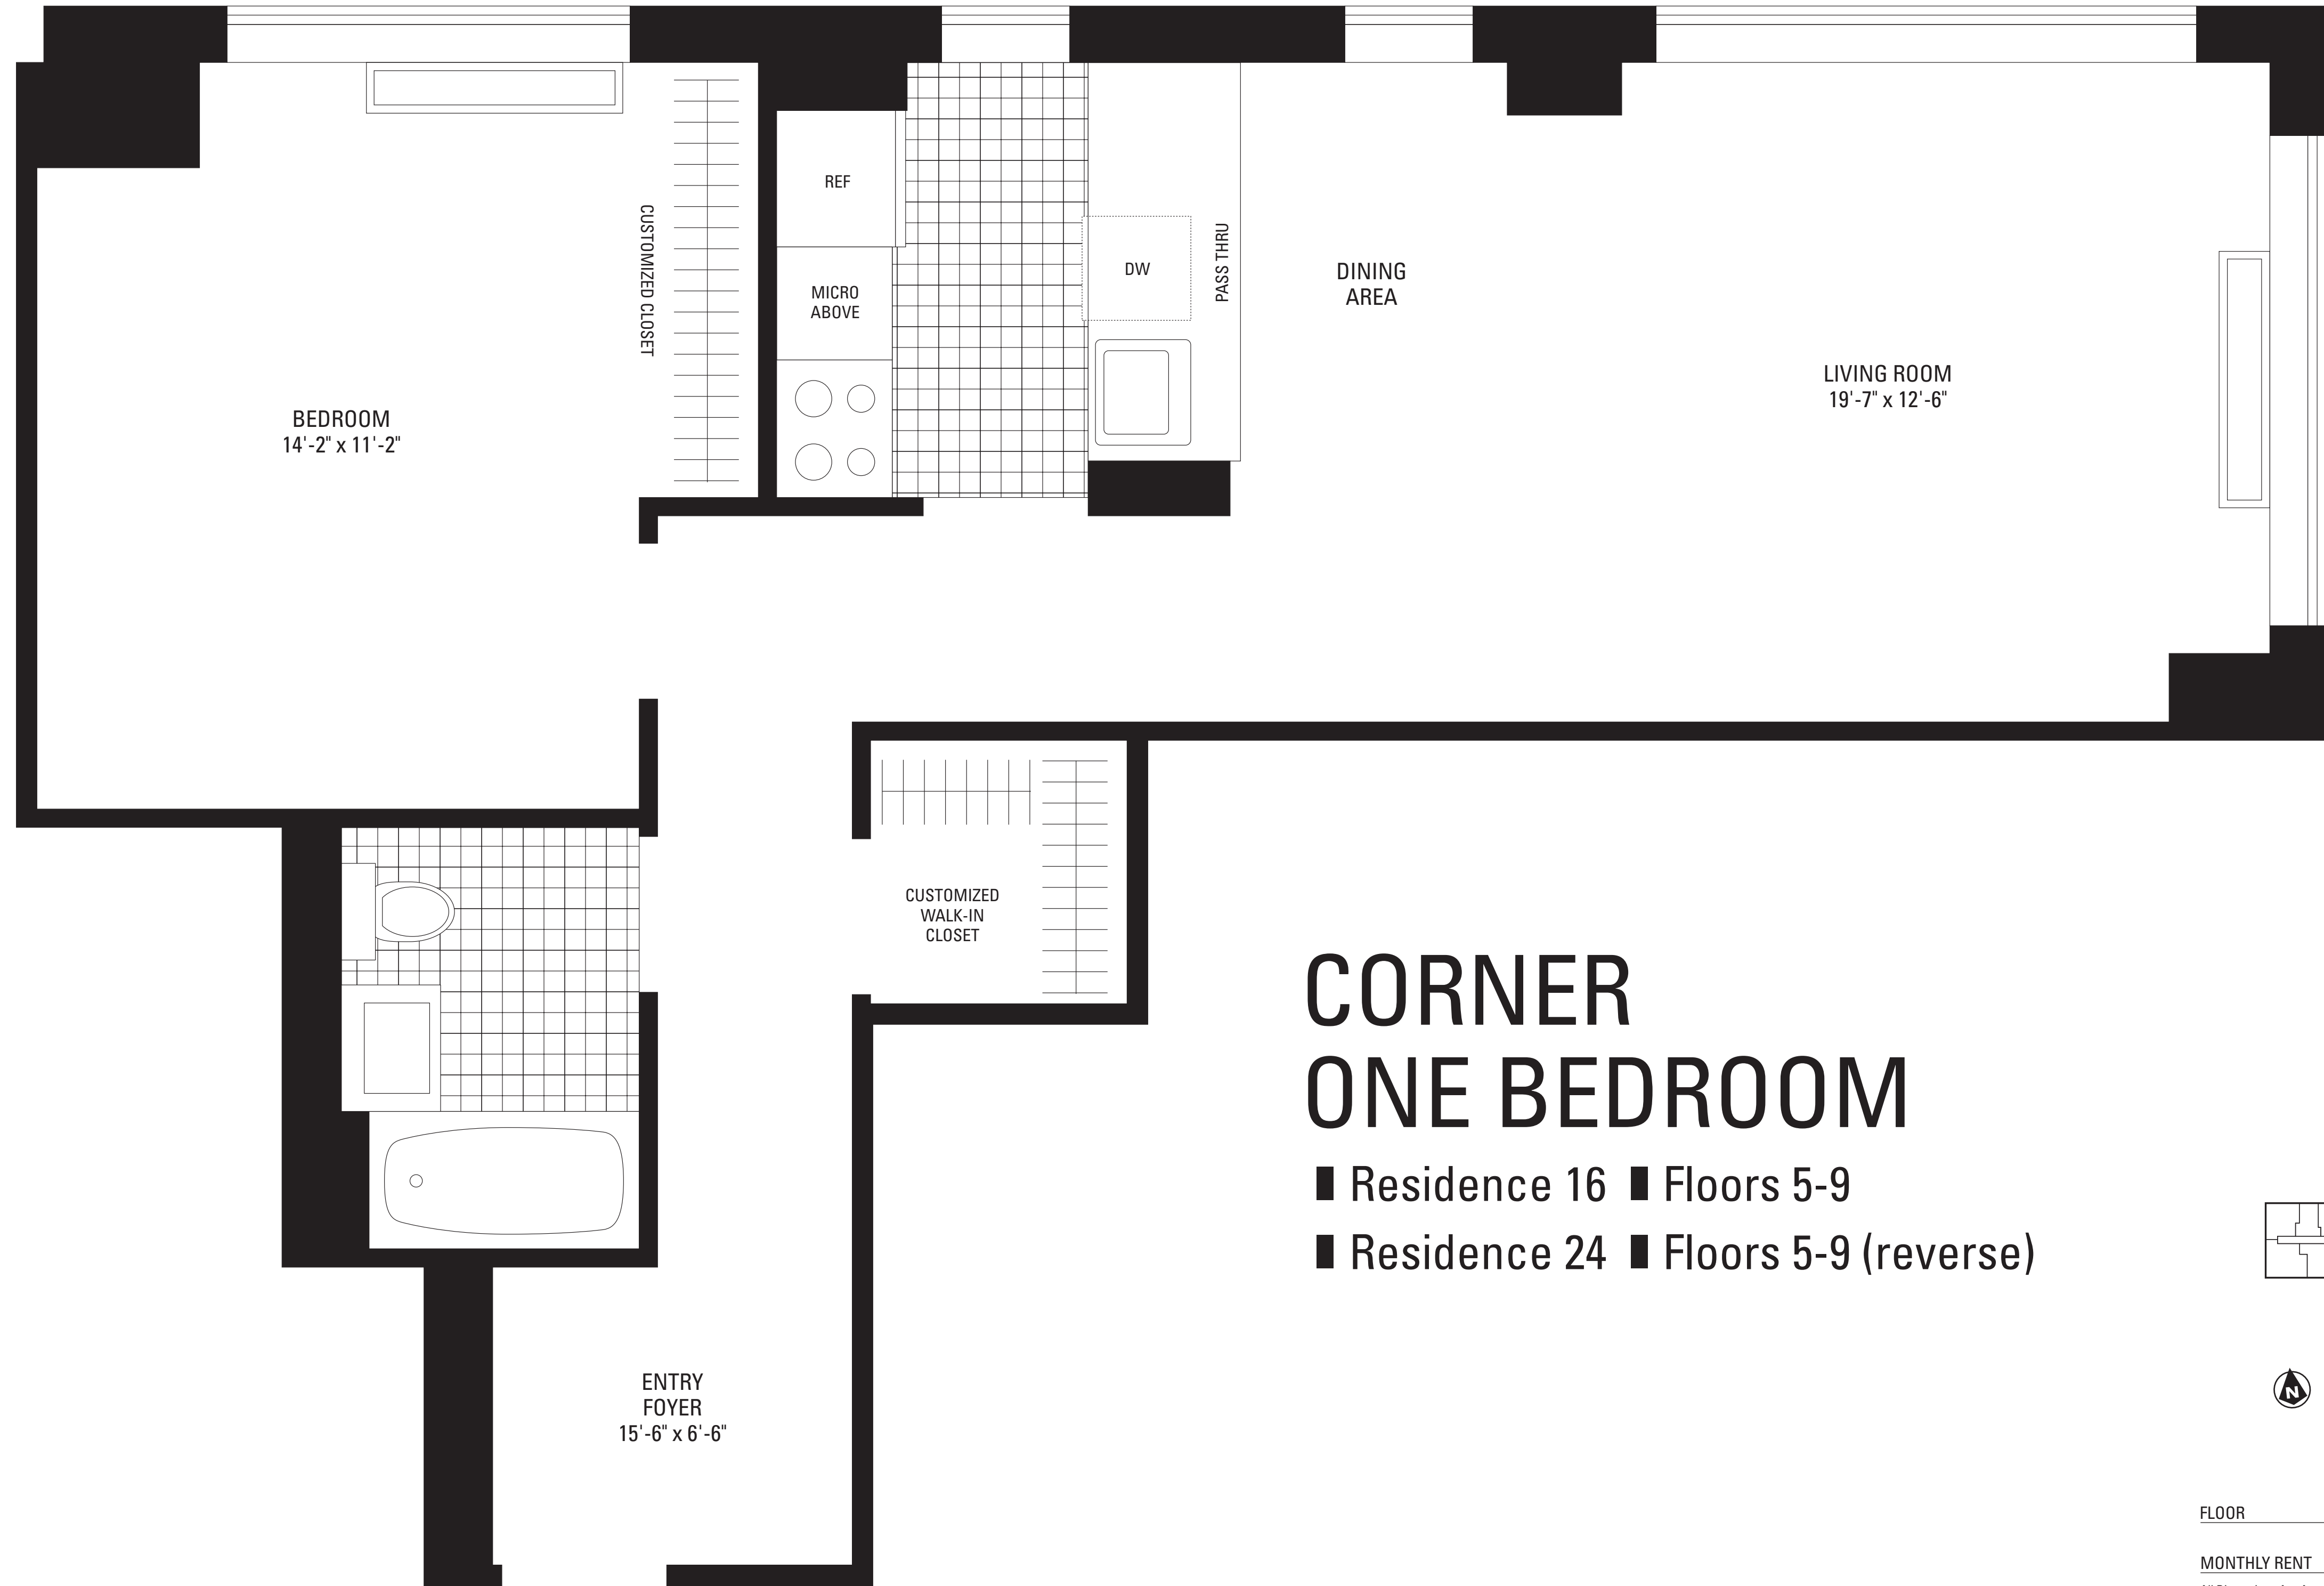 REF
MICRO
ABOVE
CUSTOMIZED CLOSET
DW
PASS THRU
DINING
AREA
LIVING ROOM
19'-7" x 12'-6"
BEDROOM
14'-2" x 11'-2"
CUSTOMIZED
WALK-IN
CLOSET
CORNER
ONE BEDROOM
Residence 16 Floors 5-9
Residence 24 Floors 5-9 (reverse)
ENTRY
FOYER
15'-6" x 6'-6"
N
FLOOR
MONTHLY RENT